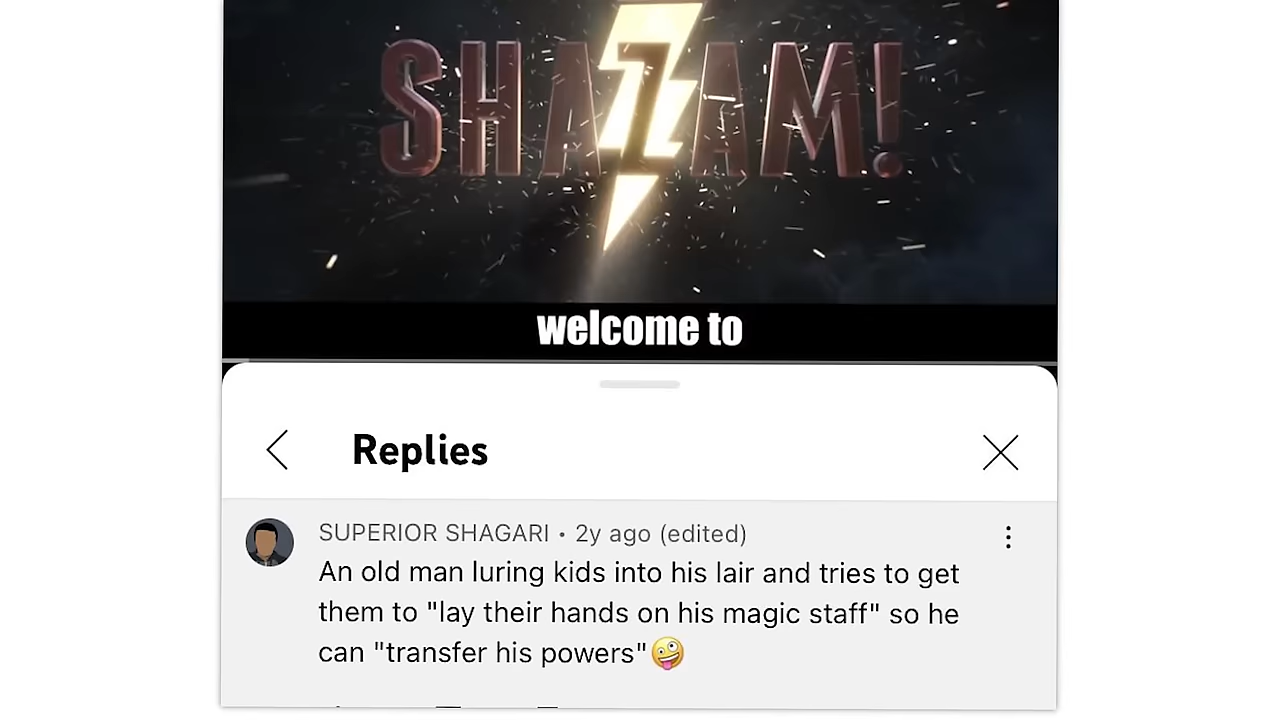 SHAZAM!
welcome to
Replies
SUPERIOR SHAGARI • 2y ago (edited)
An old man luring kids into his lair and tries to get
them to "lay their hands on his magic staff" so he
can "transfer his powers"🤪